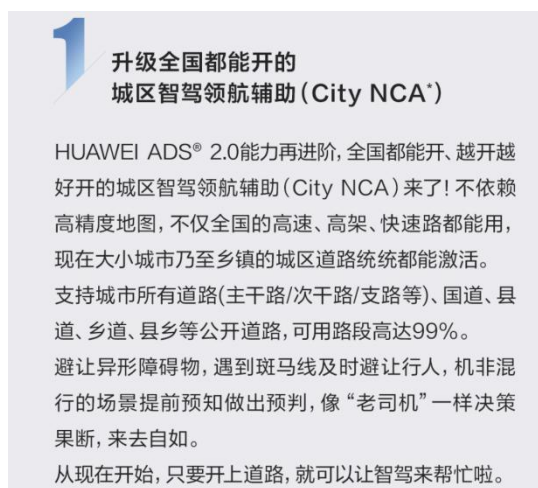 1
升级全国都能开的
城区智驾领航辅助(City NCA*)
HUAWEI ADS® 2.0能力再进阶,全国都能开、越开越
好开的城区智驾领航辅助(City NCA)来了!不依赖
高精度地图,不仅全国的高速、高架、快速路都能用,
现在大小城市乃至乡镇的城区道路统统都能激活。
支持城市所有道路(主干路/次干路/支路等)、国道、县
道、乡道、县乡等公开道路,可用路段高达99%。
避让异形障碍物,遇到斑马线及时避让行人,机非混
行的场景提前预知做出预判,像“老司机”一样决策
果断,来去自如。
从现在开始,只要开上道路,就可以让智驾来帮忙啦。